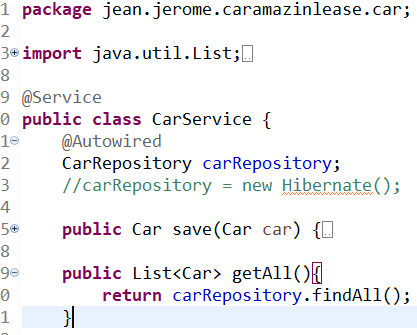 1 package jean.jerome.caramazinlease.car;
2
3 import java.util.List;
8
9 @Service
0 public class CarService {
1 @Autowired
2 CarRepository carRepository;
3 //carRepository = new Hibernate();
4
5 public Car save(Car car) {
8
9 public List<Car> getAll(){
0 return carRepository.findAll();
1 }